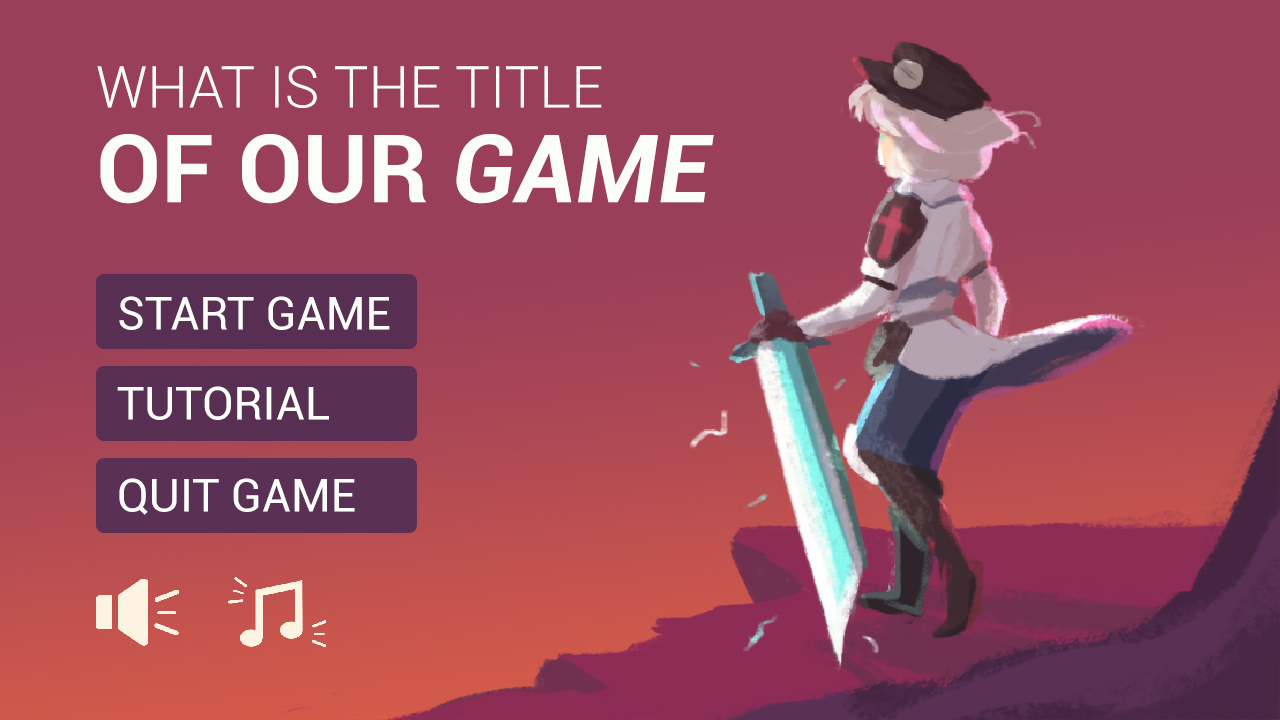 WHAT IS THE TITLE
OF OUR GAME
START GAME
TUTORIAL
QUIT GAME